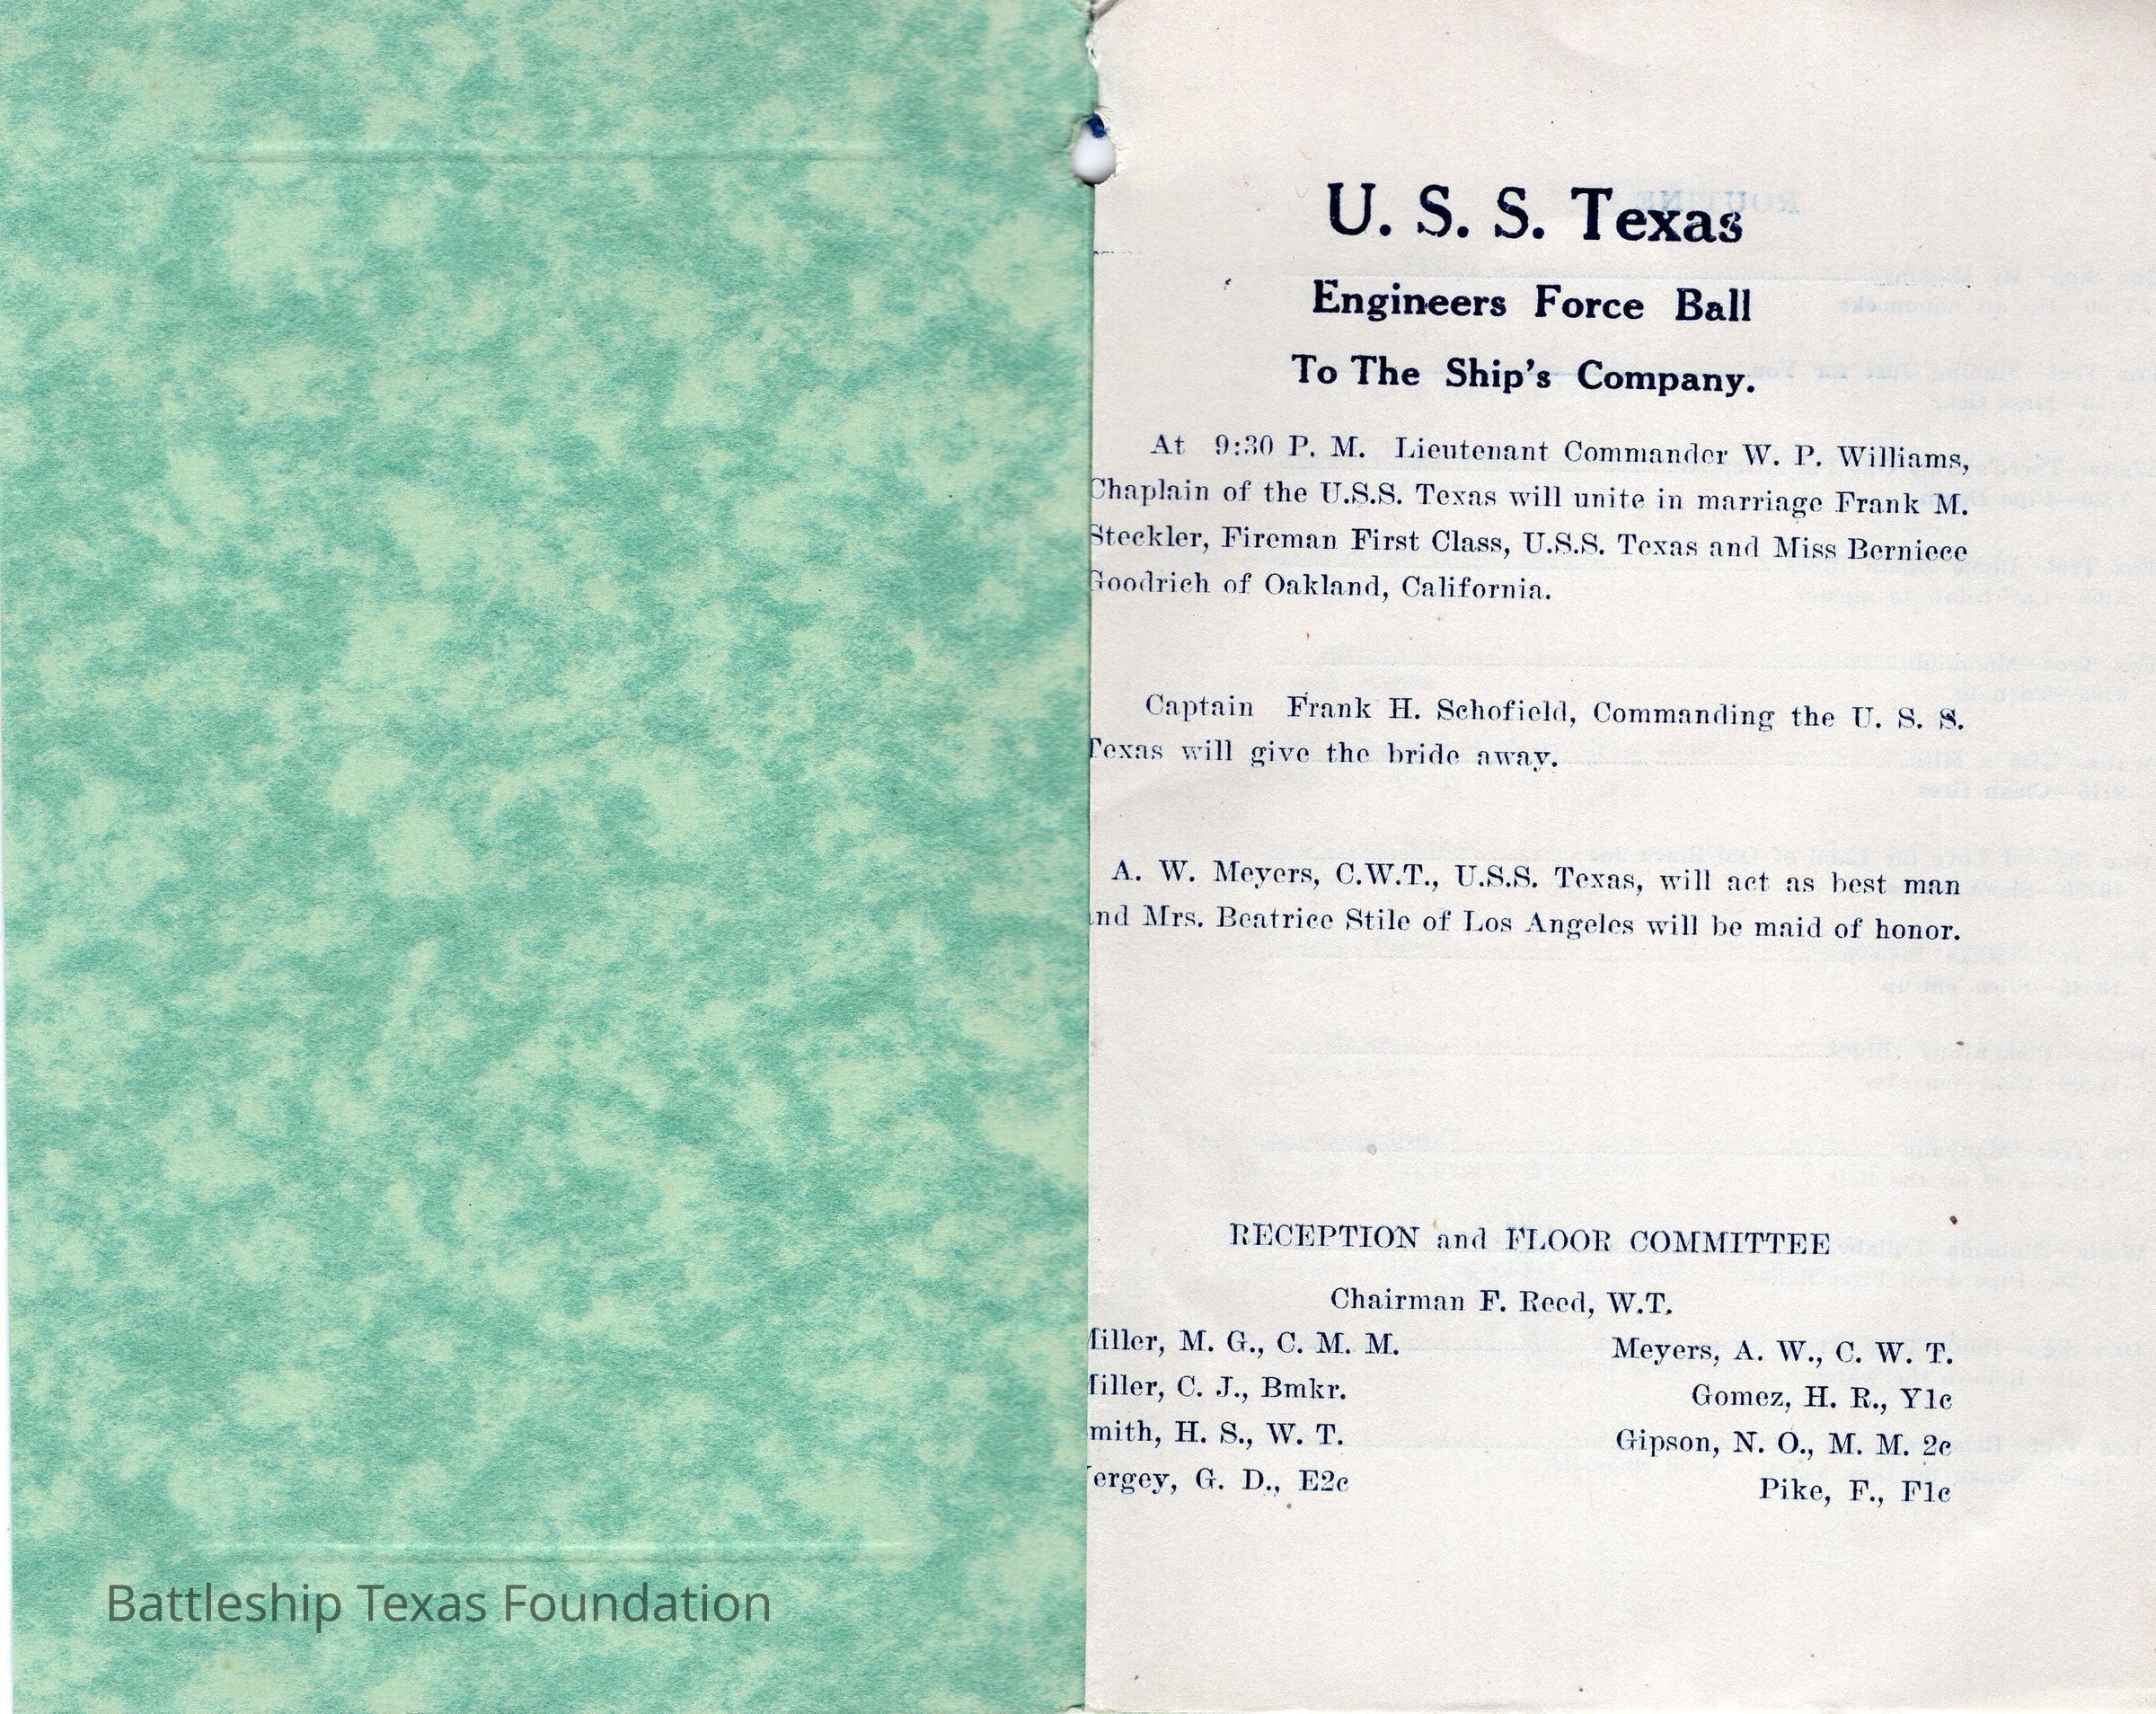 U. S. S. Texas
Engineers Force Ball
To The Ship's Company.
At 9:30 P. M. Lieutenant Commander W. P. Williams,
Chaplain of the U.S.S. Texas will unite in marriage Frank M.
Steckler, Fireman First Class, U.S.S. Texas and Miss Berniece
Goodrich of Oakland, California.
Captain Frank H. Schofield, Commanding the U. S. S.
Texas will give the bride away.
A. W. Meyers, C.W.T., U.S.S. Texas, will act as best man
and Mrs. Beatrice Stile of Los Angeles will be maid of honor.
RECEPTION and FLOOR COMMITTEE
Chairman F. Reed, W.T.
Miller, M. G., C. M. M.
Meyers, A. W., C. W. T.
Miller, C. J., Bmkr.
Gomez, H. R., Y1c
Smith, H. S., W. T.
Gipson, N. O., M. M. 2c
G. D., E2c
Pike, F., F1c
Battleship Texas Foundation